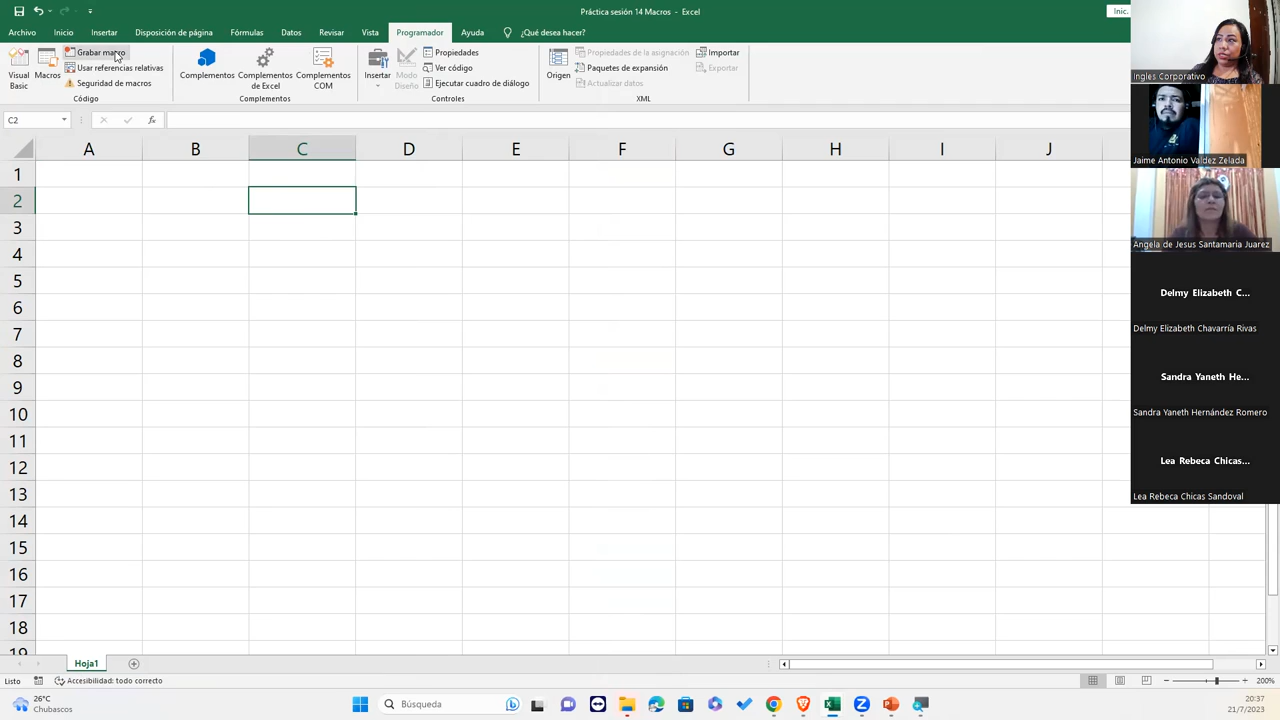 Práctica sesión 14 Macros - Excel
Inic.
Archivo Inicio Insertar Disposición de página Fórmulas Datos Revisar Vista Programador Ayuda ¿Qué desea hacer?
Visual Basic
Macros
Grabar macro
Usar referencias relativas
Seguridad de macros
Código
Complementos
Complementos de Excel
Complementos COM
Complementos
Insertar
Modo Diseño
Propiedades
Ver código
Ejecutar cuadro de diálogo
Controles
Origen
Propiedades de la asignación
Paquetes de expansión
Actualizar datos
Importar
Exportar
XML
C2
fx
A B C D E F G H I J
1
2
3
4
5
6
7
8
9
10
11
12
13
14
15
16
17
18
19
Ingles Corporativo
Jaime Antonio Valdez Zelada
Angela de Jesus Santamaria Juarez
Delmy Elizabeth C...
Delmy Elizabeth Chavarría Rivas
Sandra Yaneth He...
Sandra Yaneth Hernández Romero
Lea Rebeca Chicas...
Lea Rebeca Chicas Sandoval
Hoja1
Listo
Accesibilidad: todo correcto
200%
26°C
Chubascos
Búsqueda
20:37
21/7/2023